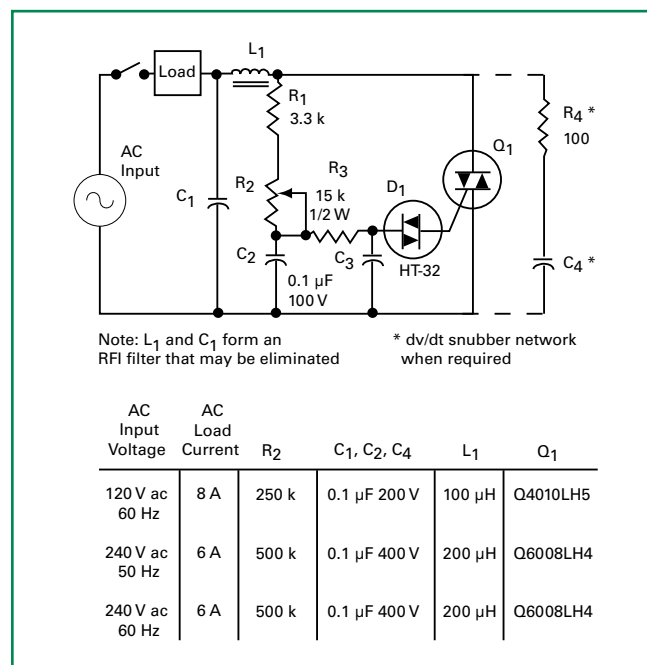 L1
Load
R1
3.3 k
R4 *
100
AC
Input
Q1
R3
D1
R2
15 k
1/2 W
C1
C2
C3
HT-32
C4 *
0.1 µF
100 V
Note: L1 and C1 form an
RFI filter that may be eliminated
* dv/dt snubber network
when required
AC
Input
Voltage
AC
Load
Current
R2
C1, C2, C4
L1
Q1
120 V ac
60 Hz
8 A
250 k
0.1 µF 200 V
100 µH
Q4010LH5
240 V ac
50 Hz
6 A
500 k
0.1 µF 400 V
200 µH
Q6008LH4
240 V ac
60 Hz
6 A
500 k
0.1 µF 400 V
200 µH
Q6008LH4